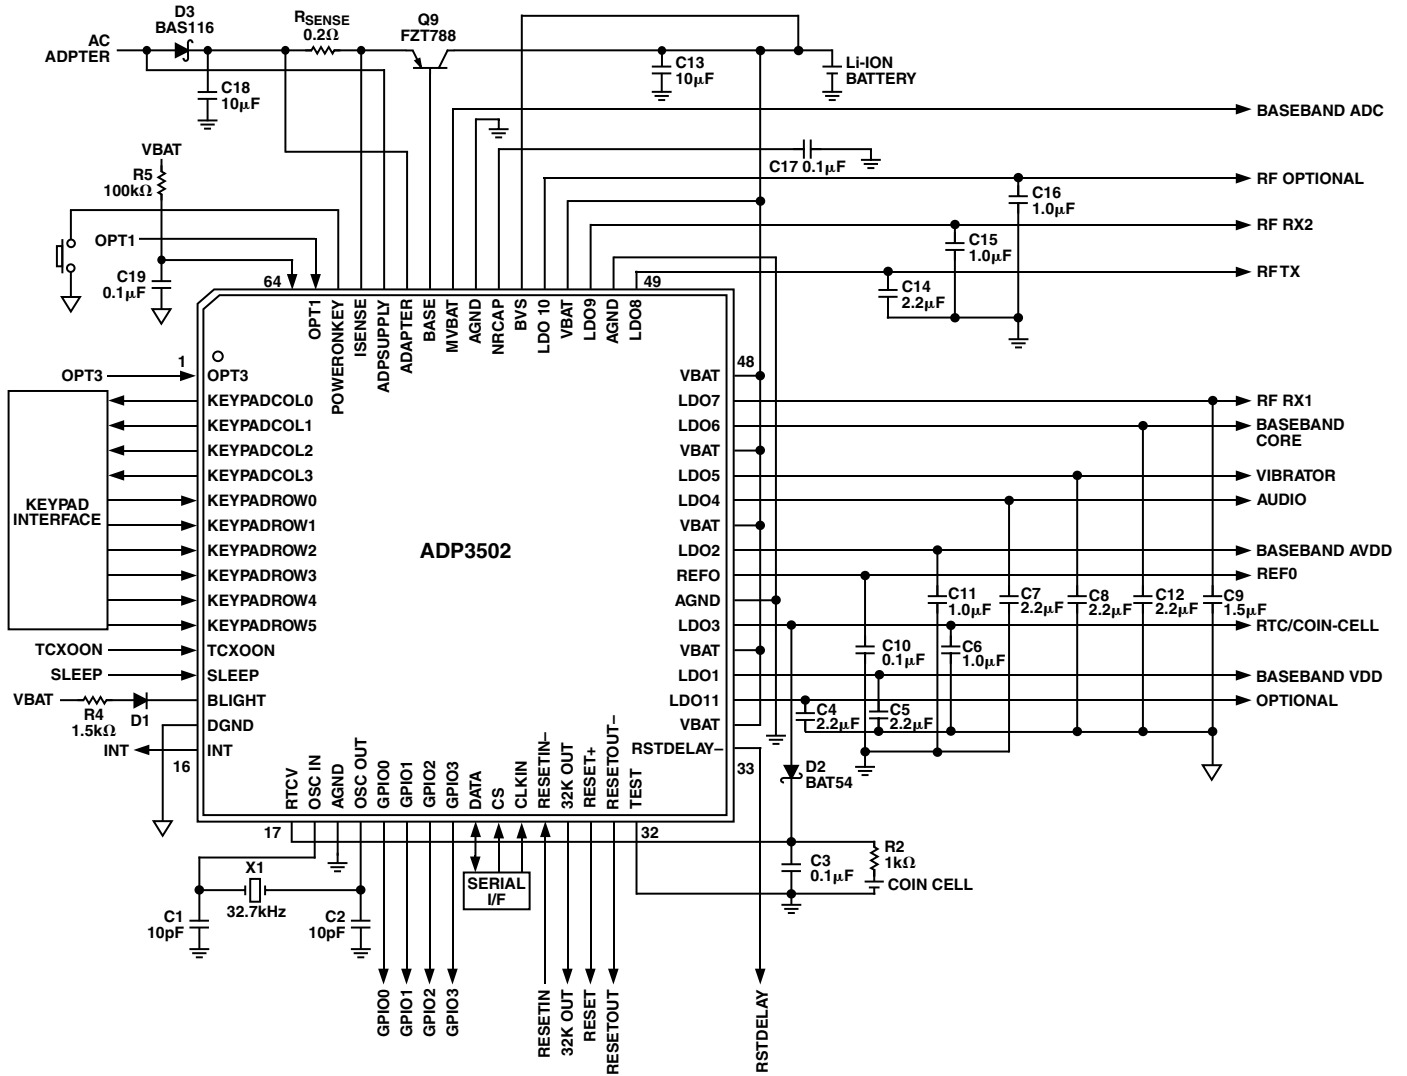 D3
BAS116
RSENSE
0.2Ω
Q9
FZT788
AC
ADPTER
C18
10μF
C13
10μF
Li-ION
BATTERY
BASEBAND ADC
VBAT
R5
100kΩ
C17 0.1μF
RF OPTIONAL
C16
1.0μF
OPT1
RF RX2
C15
1.0μF
C19
0.1μF
RF TX
C14
2.2μF
64
49
OPT1
POWERONKEY
ISENSE
ADPSUPPLY
ADAPTER
BASE
MVBAT
AGND
NRCAP
BVS
LDO 10
VBAT
LDO9
AGND
LDO8
1
48
OPT3
OPT3
VBAT
KEYPADCOL0
LDO7
RF RX1
KEYPADCOL1
LDO6
BASEBAND
CORE
KEYPADCOL2
VBAT
KEYPADCOL3
LDO5
VIBRATOR
KEYPAD
INTERFACE
KEYPADROW0
LDO4
AUDIO
KEYPADROW1
VBAT
KEYPADROW2
ADP3502
LDO2
BASEBAND AVDD
KEYPADROW3
REFO
REF0
KEYPADROW4
AGND
C11
1.0μF
C7
2.2μF
C8
2.2μF
C12
2.2μF
C9
1.5μF
KEYPADROW5
LDO3
RTC/COIN-CELL
TCXOON
TCXOON
VBAT
C10
0.1μF
C6
1.0μF
SLEEP
SLEEP
LDO1
BASEBAND VDD
VBAT
R4
1.5kΩ
D1
BLIGHT
LDO11
OPTIONAL
C4
2.2μF
C5
2.2μF
DGND
VBAT
INT
INT
RSTDELAY–
16
33
D2
BAT54
RTCV
OSC IN
AGND
OSC OUT
GPIO0
GPIO1
GPIO2
GPIO3
DATA
CS
CLKIN
RESETIN–
32K OUT
RESET+
RESETOUT–
TEST
17
32
X1
32.7kHz
SERIAL
I/F
C3
0.1μF
R2
1kΩ
COIN CELL
C1
10pF
C2
10pF
GPIO0
GPIO1
GPIO2
GPIO3
RESETIN
32K OUT
RESET
RESETOUT
RSTDELAY